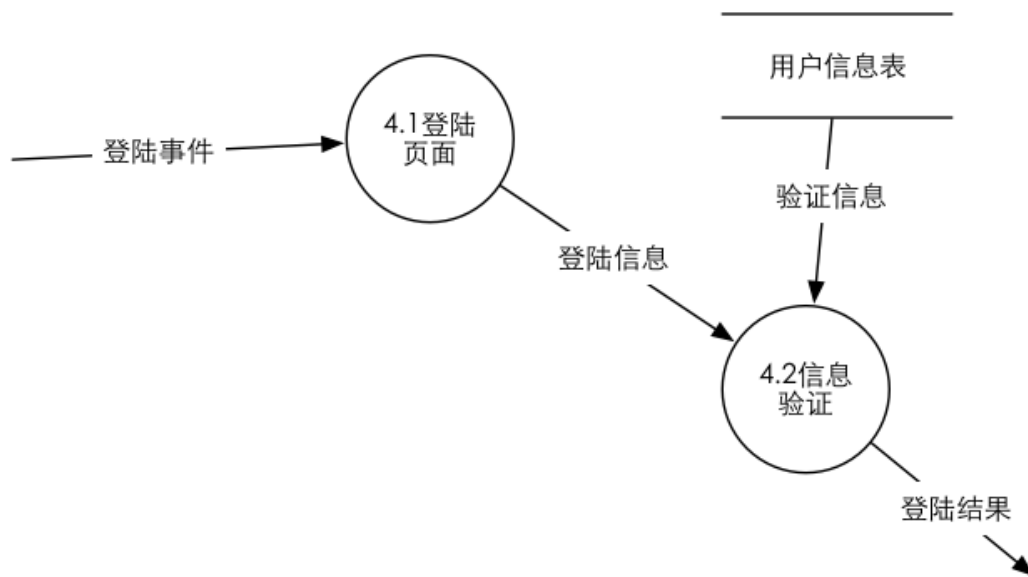 用户信息表
4.1登陆
页面
登陆事件
验证信息
登陆信息
4.2信息
验证
登陆结果